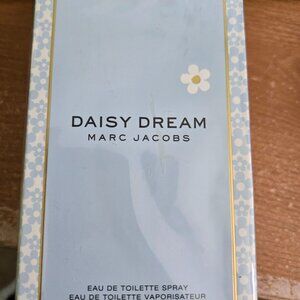 DAISY DREAM
MARC JACOBS
EAU DE TOILETTE SPRAY
EAU DE TOILETTE VAPORISATEUR